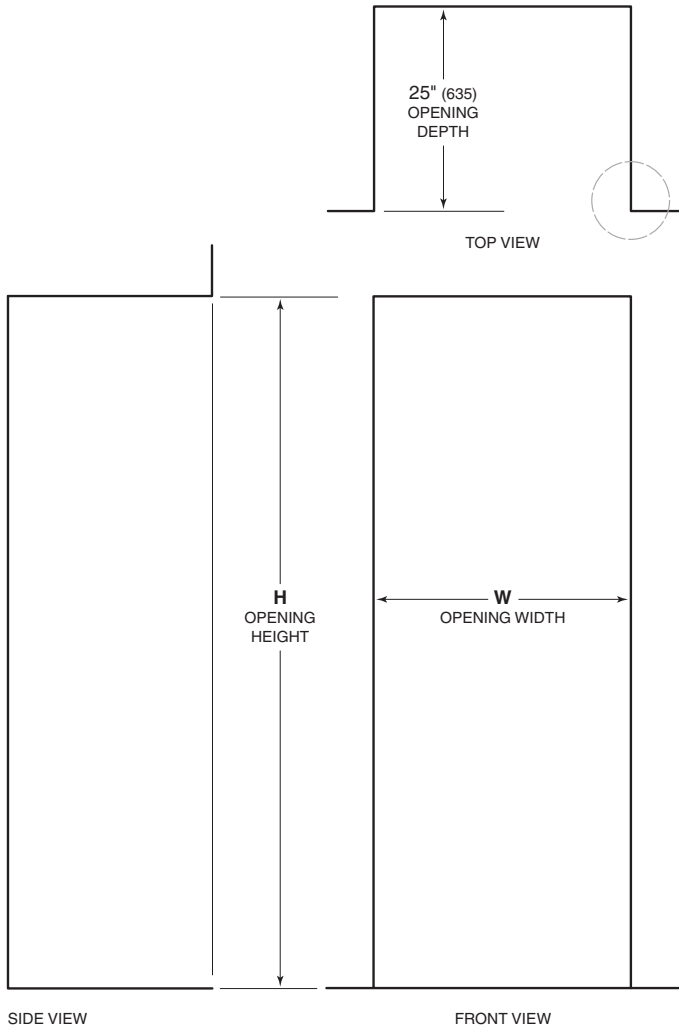 25" (635)
OPENING
DEPTH
TOP VIEW
H
OPENING
HEIGHT
W
OPENING WIDTH
SIDE VIEW
FRONT VIEW